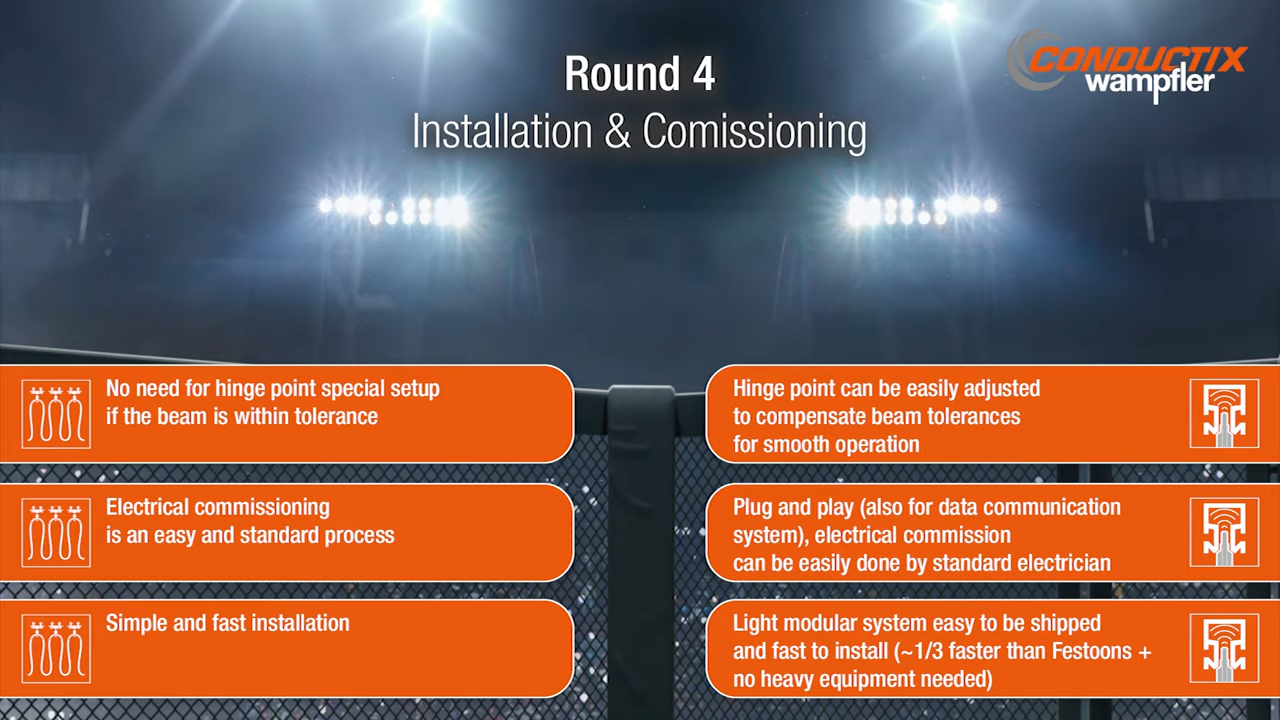 Round 4
Installation & Comissioning
CONDUCTIX
wampfler
No need for hinge point special setup
if the beam is within tolerance
Electrical commissioning
is an easy and standard process
Simple and fast installation
Hinge point can be easily adjusted
to compensate beam tolerances
for smooth operation
Plug and play (also for data communication
system), electrical commission
can be easily done by standard electrician
Light modular system easy to be shipped
and fast to install (~1/3 faster than Festoons +
no heavy equipment needed)